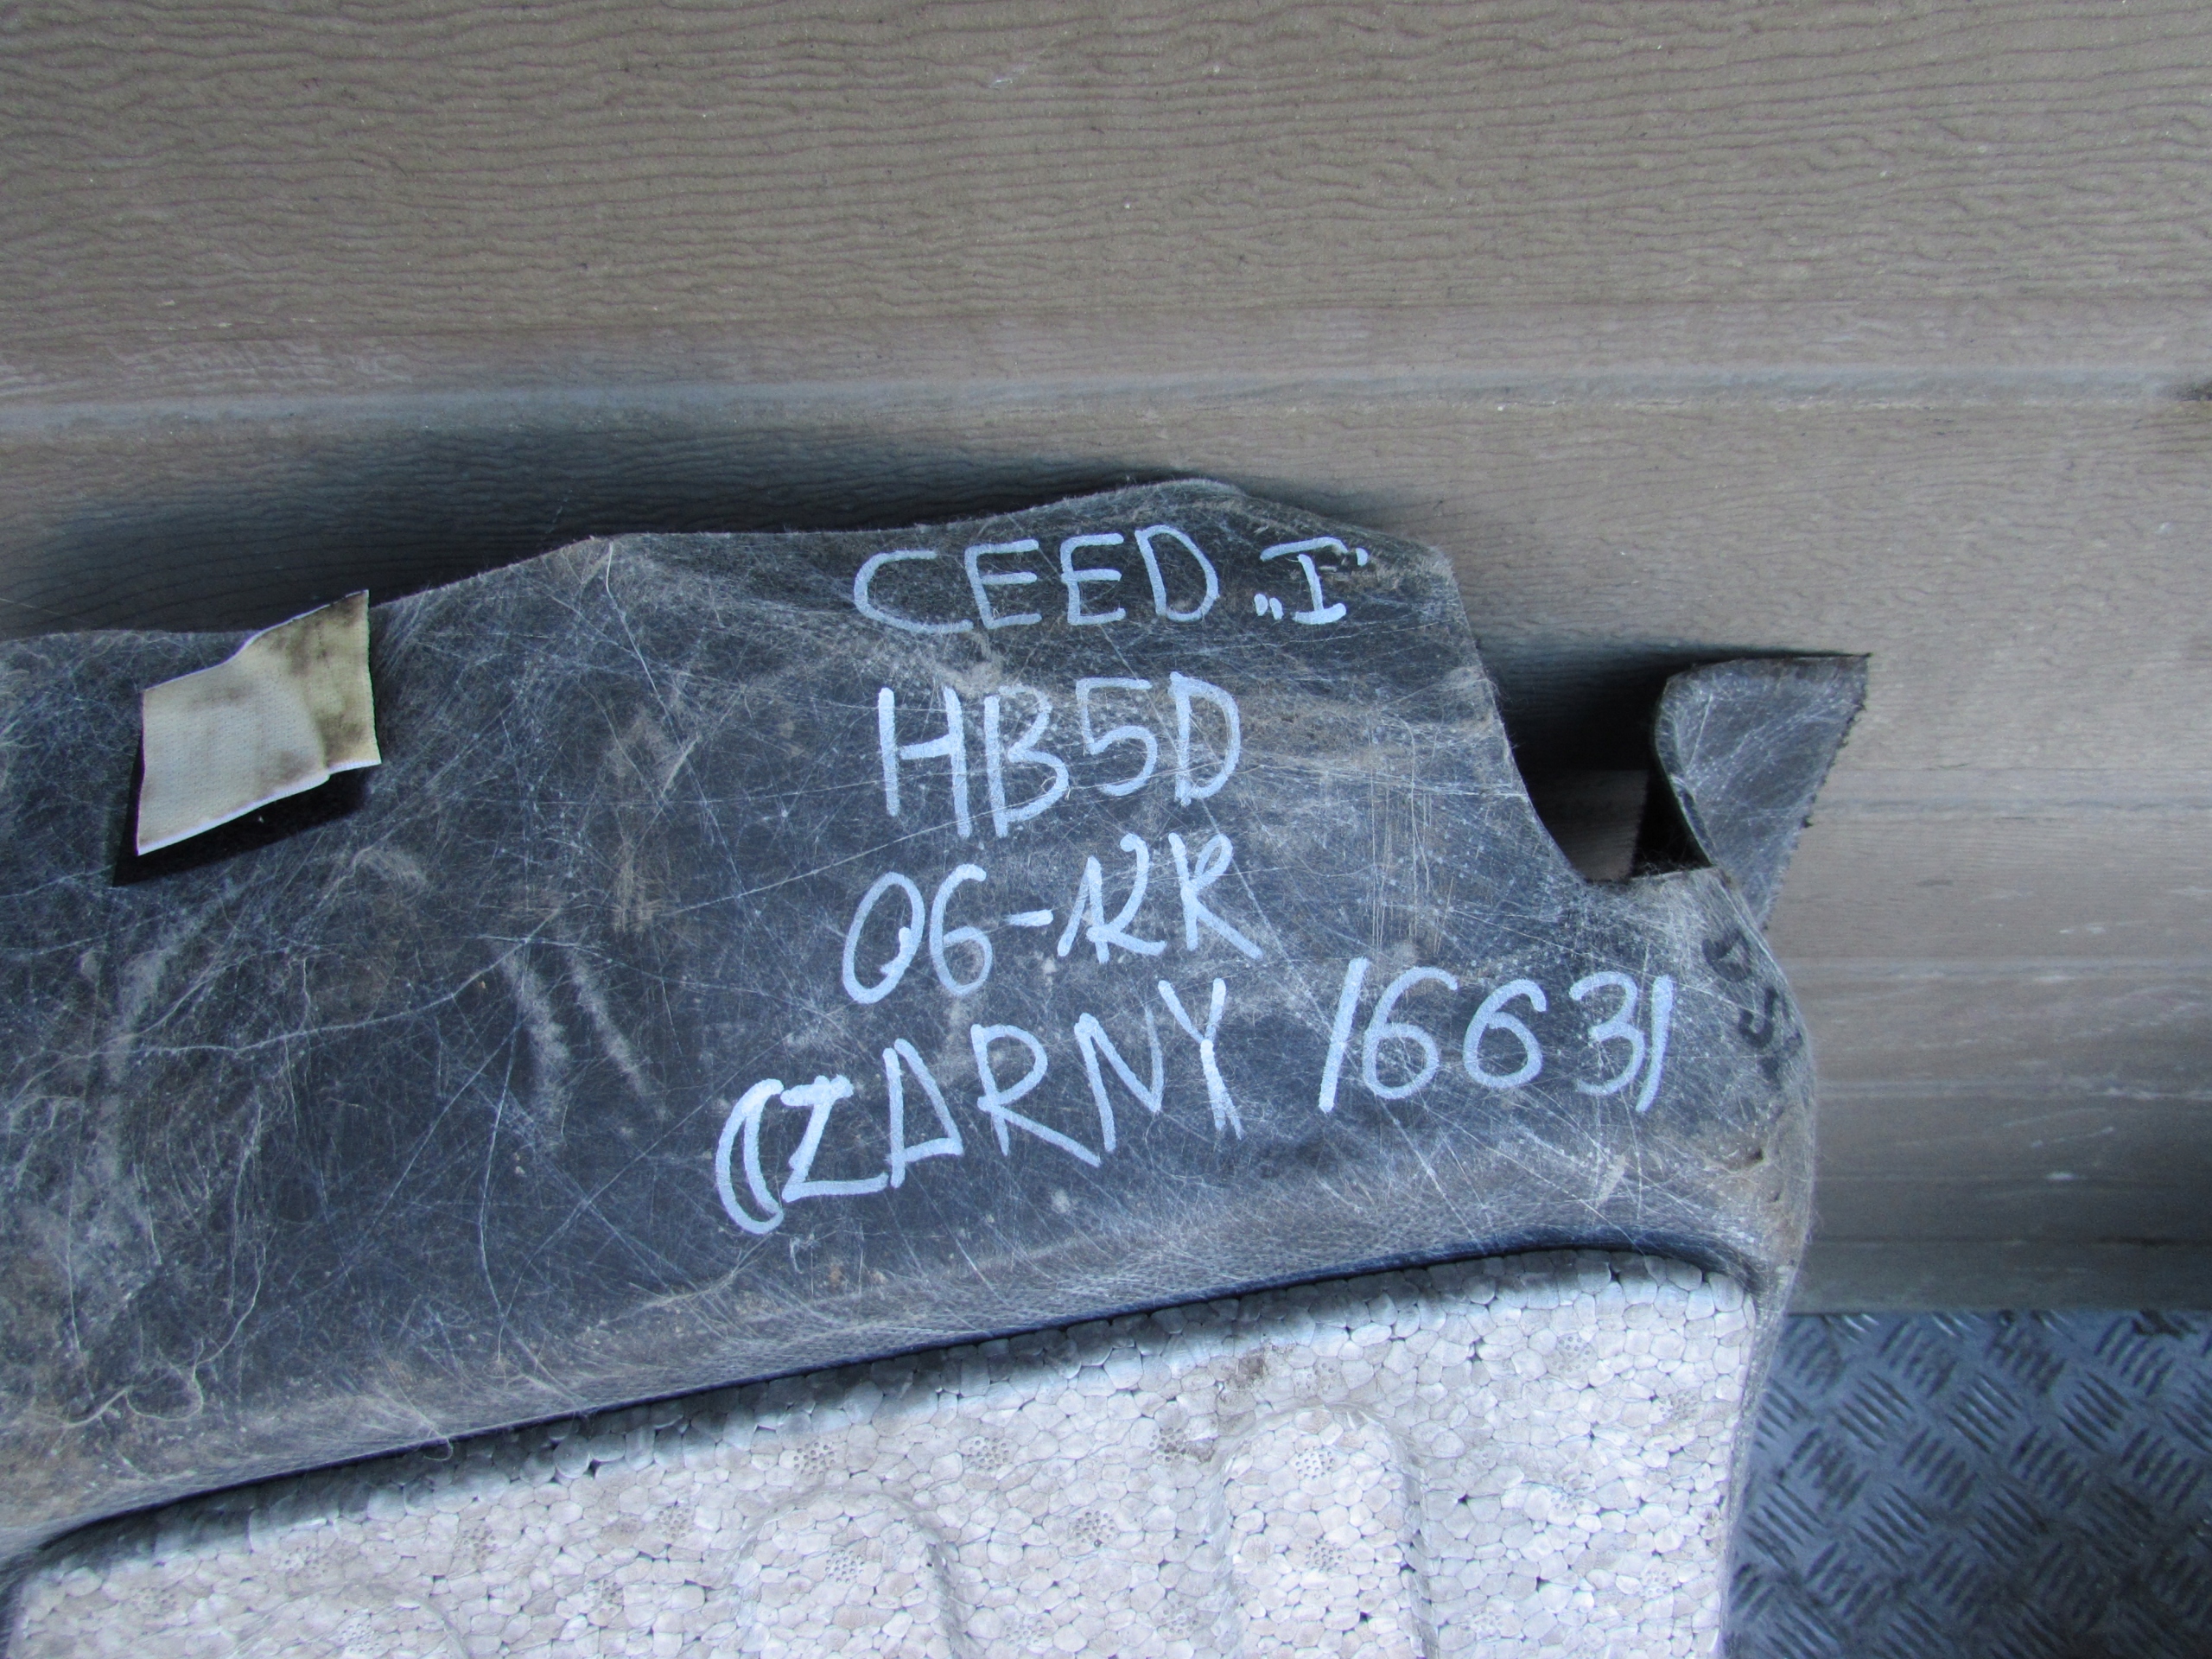 CEED „I"
HB5D
06-12R
CZARNY 16631